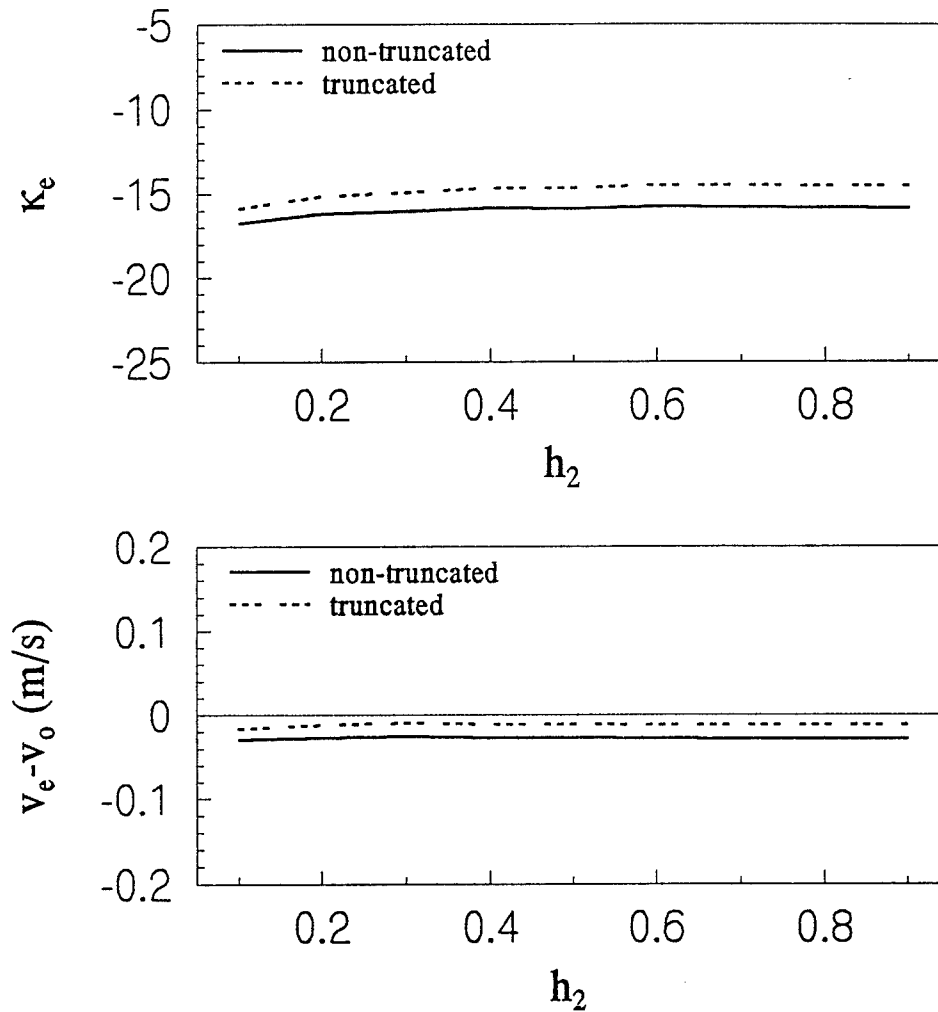 -5
non-truncated
truncated
-10
κe
-15
-20
-25
0.2 0.4 0.6 0.8
h2
0.2
non-truncated
truncated
0.1
ve-vo (m/s)
0
-0.1
-0.2
0.2 0.4 0.6 0.8
h2